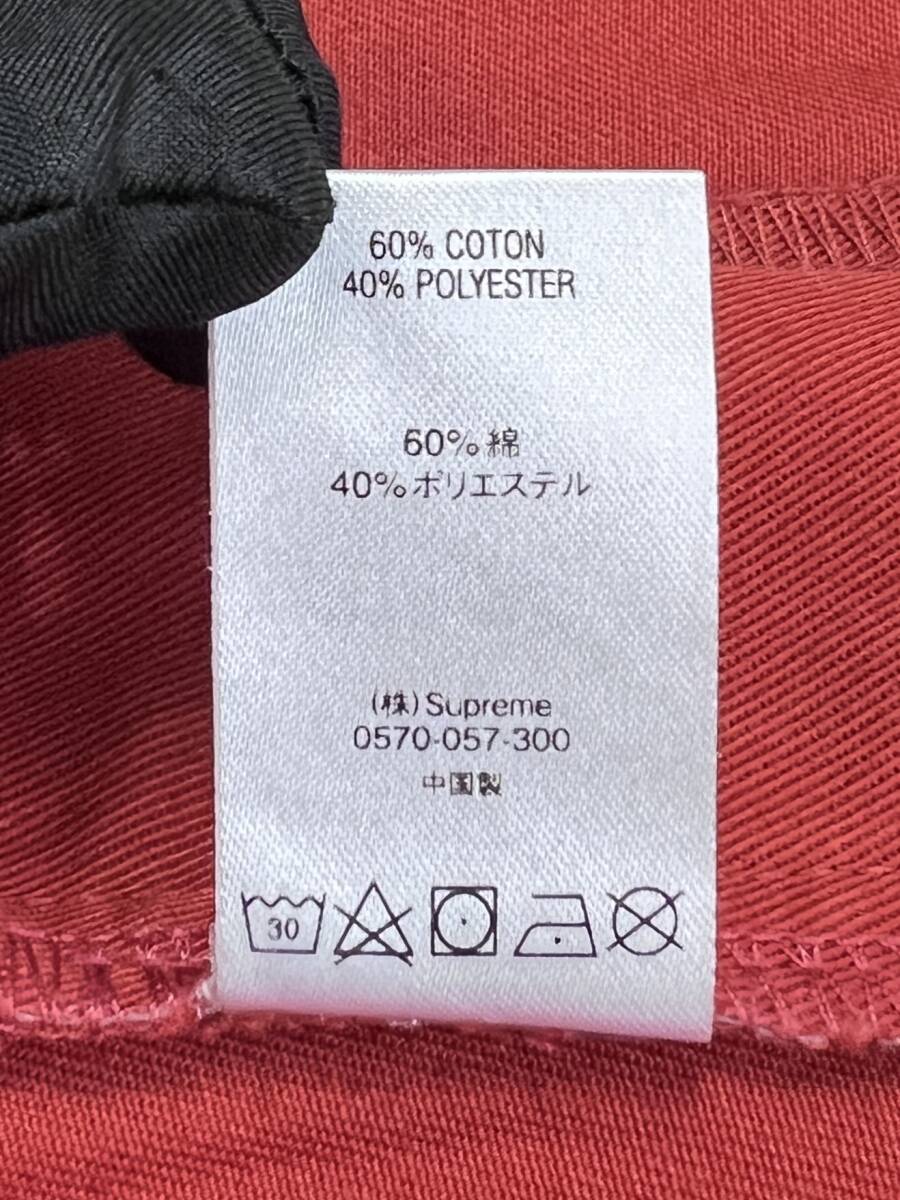 60% COTON
40% POLYESTER
60%綿
40%ポリエステル
(株)Supreme
0570-057-300
中国製
30